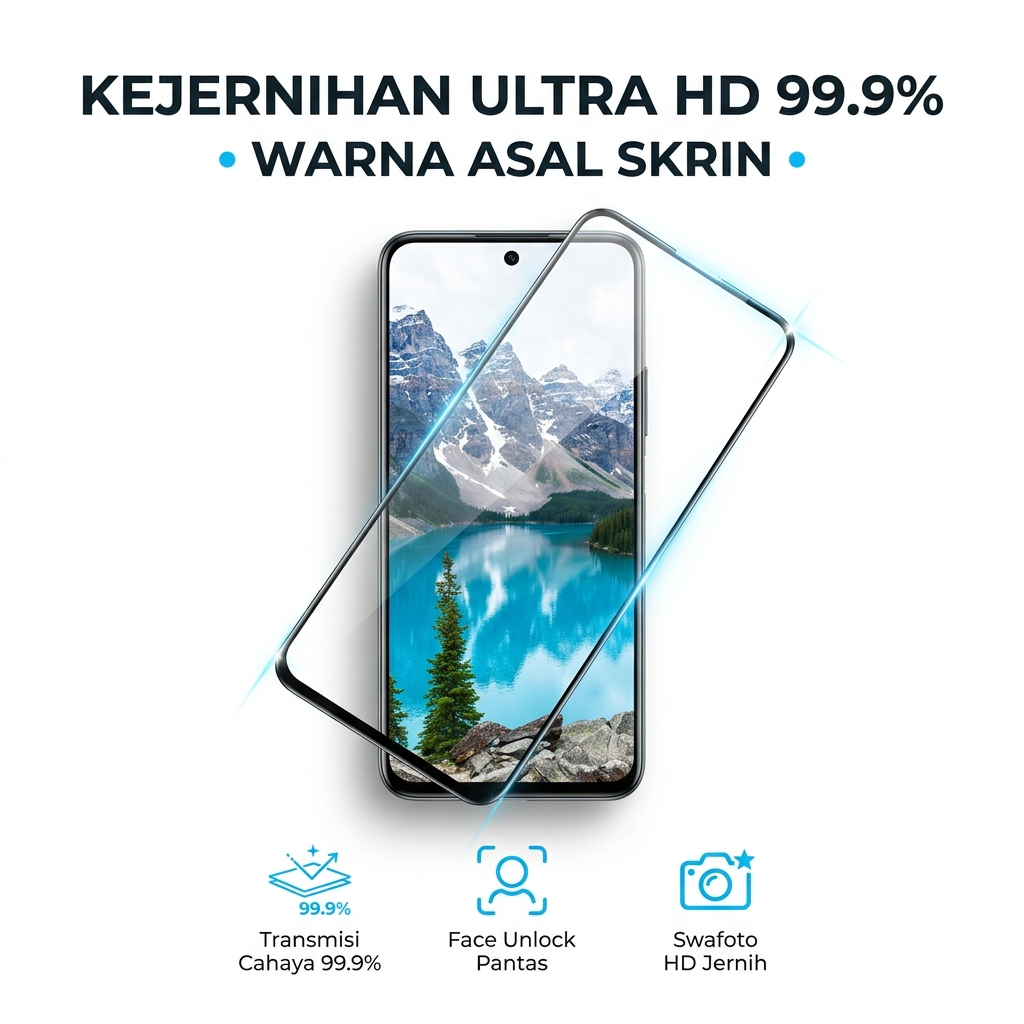 KEJERNIHAN ULTRA HD 99.9%
• WARNA ASAL SKRIN •
99.9%
Transmisi
Cahaya 99.9%
Face Unlock
Pantas
Swafoto
HD Jernih